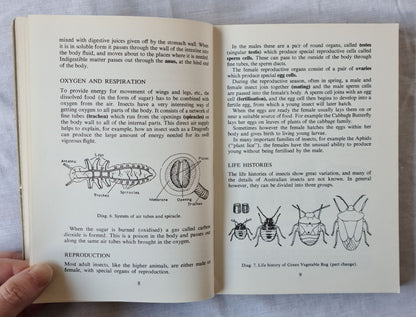 mixed with digestive juices given off by the stomach wall. When it
is in soluble form it passes through the wall of the intestine into the
body fluid, and moves about to the places where it is needed.
Indigestible matter passes out through the anus, at the hind end
of the body.
OXYGEN AND RESPIRATION
To provide energy for movement of wings and legs, etc., the
dissolved food (in the form of sugar) has to be combined with
oxygen from the air. Insects have a very interesting way of
getting oxygen to all parts of the body. It consists of a network of
fine tubes (trachea) which run from the openings (spiracles) of
the body wall to all of the internal parts. This direct air supply
helps to explain, for example, how an insect such as a Dragonfly
can produce the large amount of energy needed for its swift
vigorous flight.
Antenna
Leg
Plates
Trachea
Spiracles
Membrane
Opening
Trachea
Diag. 6. System of air tubes and spiracle.
When the sugar is burned (oxidised) a gas called carbon
dioxide is formed. This is a poison in the body and passes out
along the same air tubes which brought in the oxygen.
REPRODUCTION
Most adult insects, like the higher animals, are either male or
female, with special organs of reproduction.
8
In the males these are a pair of round organs, called testes
(singular testis) which produce special cells called
sperm cells. These can pass to the outside of the body through
fine tubes, the sperm ducts.
The female reproductive organs consist of a pair of ovaries
which produce special egg cells.
During the reproductive season, often in spring, a male and
female insect join together (mating) and the male sperm cells
pass into the female's body. A sperm cell joins with an egg
cell (fertilisation), and the egg cell then begins to develop into a
fertile egg, from which a young insect will later hatch.
When the eggs are ready the female usually lays them on or
near a suitable source of food. For example the Cabbage Butterfly
lays her eggs on leaves of plants of the cabbage family.
Sometimes however the female hatches the eggs within her
body and gives birth to living young larvae.
In many important families of insects, for example the Aphids
("plant lice"), the females have the unusual ability to produce
young without being fertilised by the male.
LIFE HISTORIES
The life histories of insects show great variation, and many of
the details of Australian insects are not known. In general
however, they can be divided into three groups.
Diag. 7. Life history of Green Vegetable Bug (part change).
9